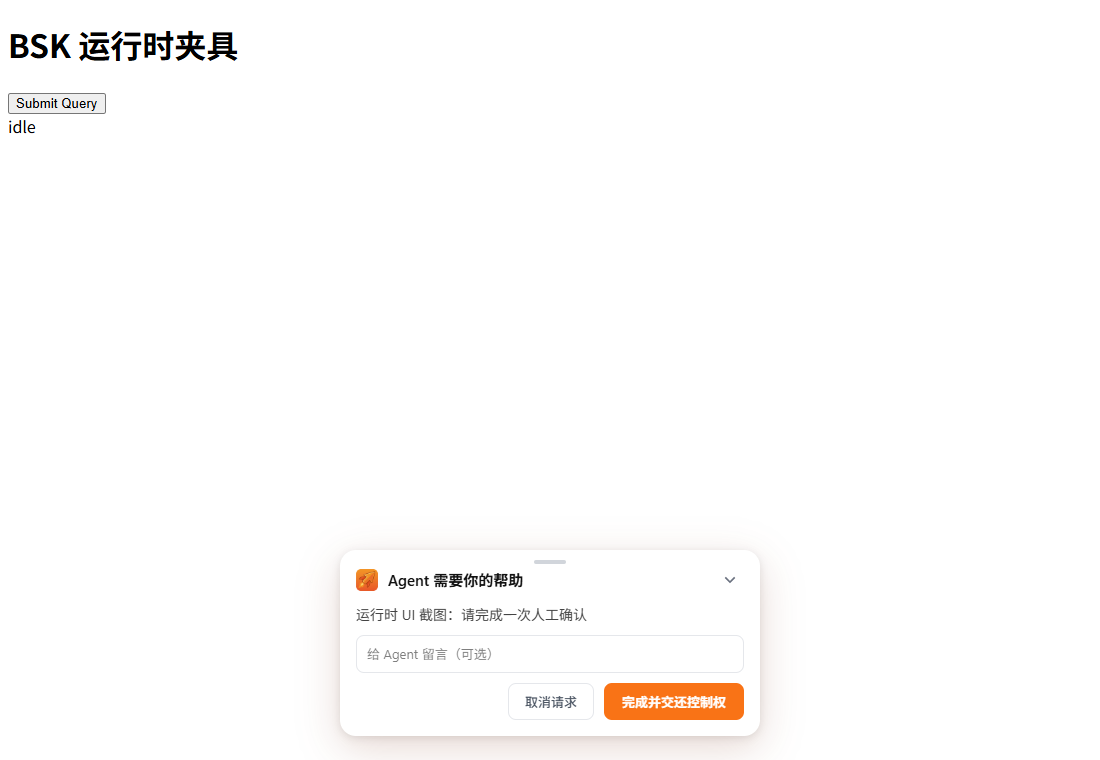 BSK 运行时夹具
Submit Query
idle
Agent 需要你的帮助
运行时 UI 截图：请完成一次人工确认
给 Agent 留言（可选）
取消请求
完成并交还控制权